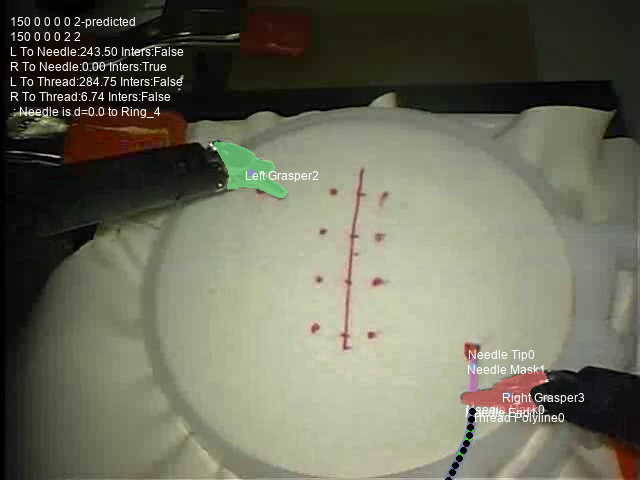 150 0 0 0 0 2-predicted
150 0 0 0 2 2
L To Needle:243.50 Inters:False
R To Needle:0.00 Inters:True
L To Thread:284.75 Inters:False
R To Thread:6.74 Inters:False
: Needle is d=0.0 to Ring_4
Left Grasper2
Needle Tip0
Needle Mask1
Right Grasper3
Thread Polyline0